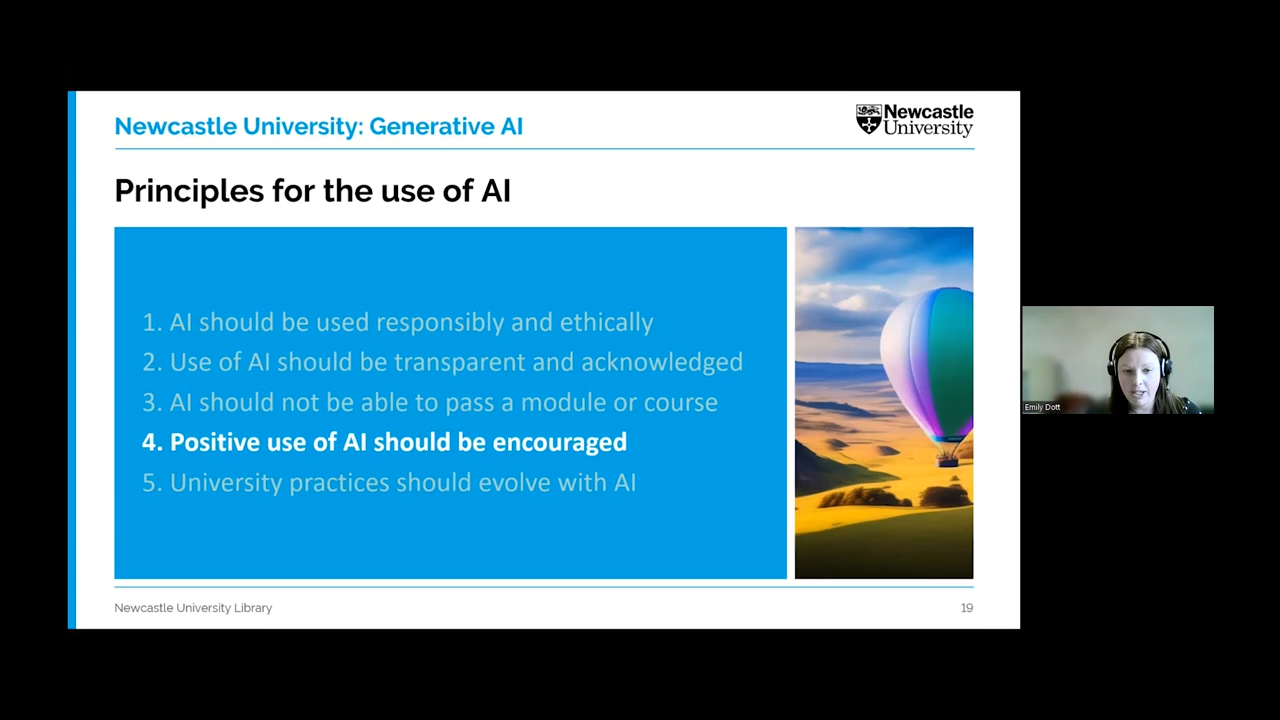 Newcastle University: Generative AI
Newcastle
University
Principles for the use of AI
1. AI should be used responsibly and ethically
2. Use of AI should be transparent and acknowledged
3. AI should not be able to pass a module or course
4. Positive use of AI should be encouraged
5. University practices should evolve with AI
Emily Dott
Newcastle University Library
19